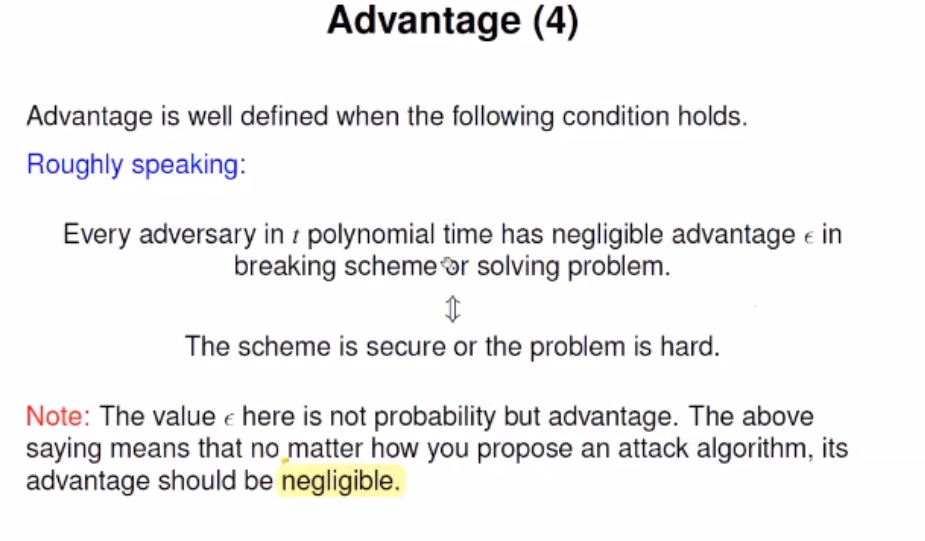 Advantage (4)
Advantage is well defined when the following condition holds.
Roughly speaking:
Every adversary in t polynomial time has negligible advantage ϵ in
breaking scheme or solving problem.
⇕
The scheme is secure or the problem is hard.
Note: The value ϵ here is not probability but advantage. The above
saying means that no matter how you propose an attack algorithm, its
advantage should be negligible.